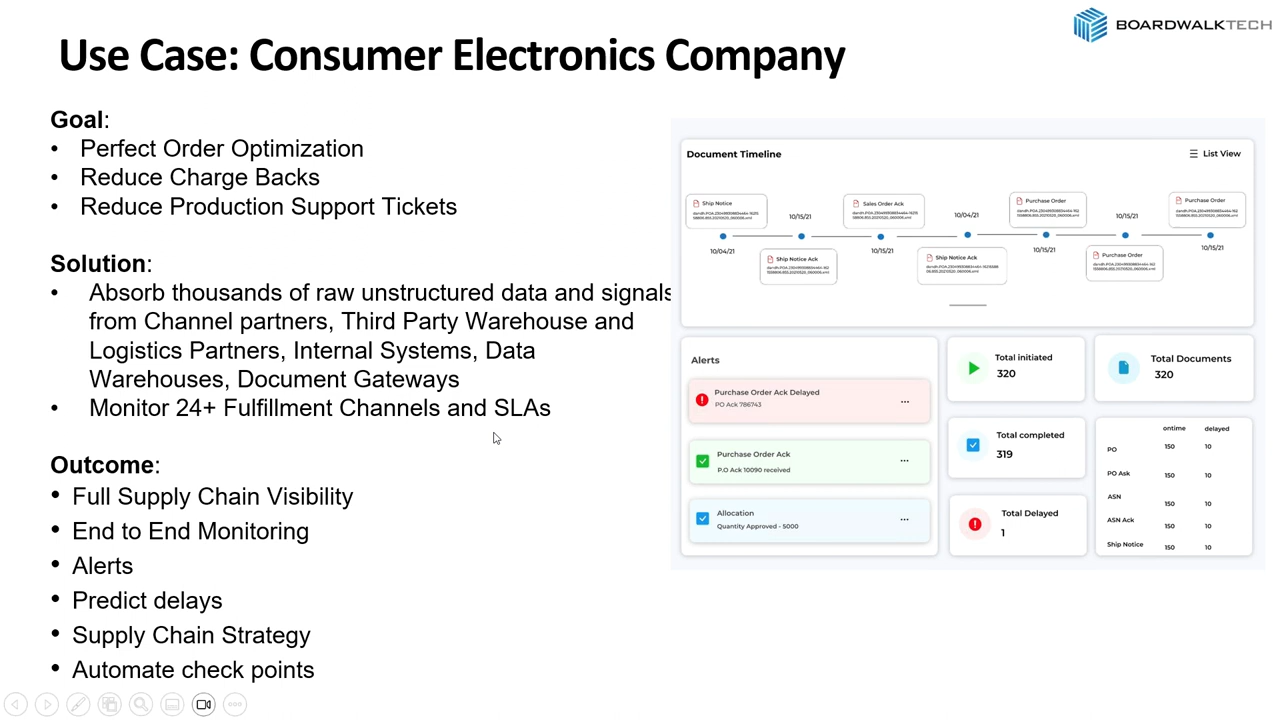 BOARDWALKTECH
Use Case: Consumer Electronics Company
Goal:
• Perfect Order Optimization
• Reduce Charge Backs
• Reduce Production Support Tickets
Solution:
• Absorb thousands of raw unstructured data and signals
from Channel partners, Third Party Warehouse and
Logistics Partners, Internal Systems, Data
Warehouses, Document Gateways
• Monitor 24+ Fulfillment Channels and SLAs
Outcome:
• Full Supply Chain Visibility
• End to End Monitoring
• Alerts
• Predict delays
• Supply Chain Strategy
• Automate check points
Document Timeline
List View
Ship Notice
10/04/21
10/15/21
Ship Notice Ack
Sales Order Ack
10/15/21
10/04/21
Ship Notice Ack
Purchase Order
10/15/21
10/15/21
Purchase Order
Purchase Order
10/15/21
Alerts
Purchase Order Ack Delayed
PO Ack 786743
Purchase Order Ack
P.O Ack 10090 received
Allocation
Quantity Approved - 5000
Total initiated
320
Total completed
319
Total Delayed
1
Total Documents
320
ontime delayed
PO 150 10
PO Ask 150 10
ASN 150 10
ASN Ack 150 10
Ship Notice 150 10